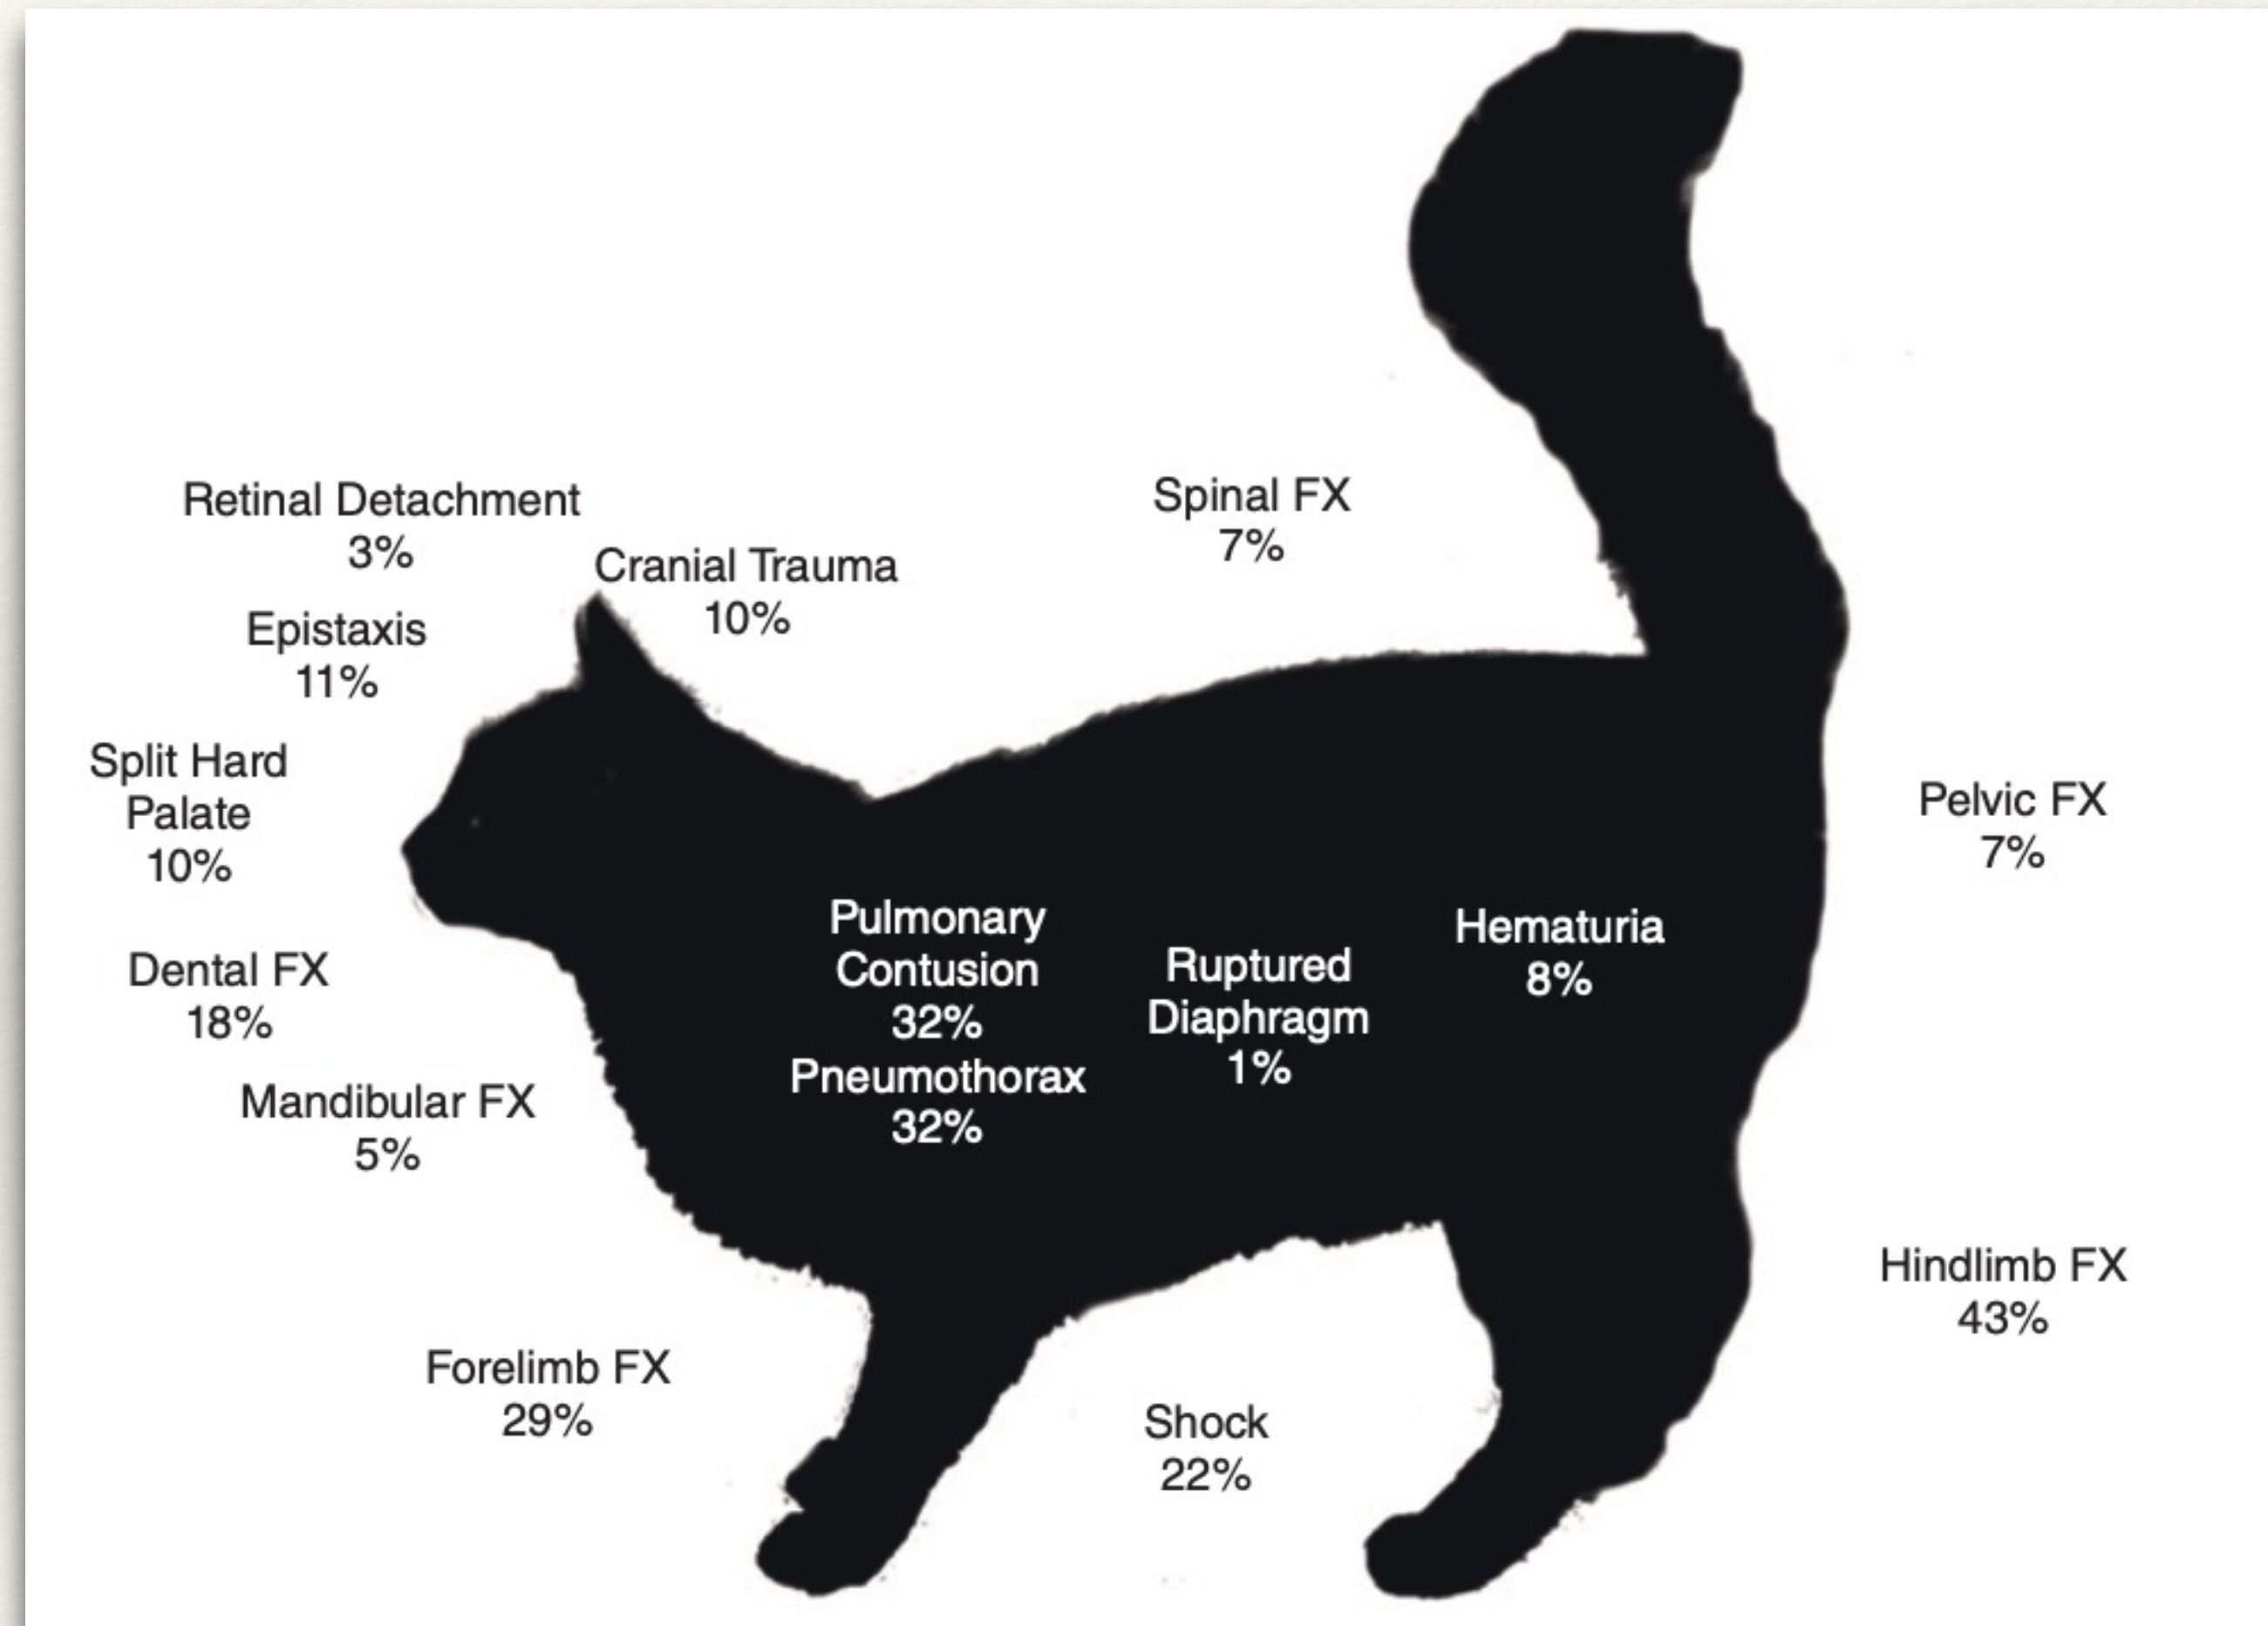 Retinal Detachment
3%
Cranial Trauma
10%
Spinal FX
7%
Epistaxis
11%
Split Hard
Palate
10%
Pelvic FX
7%
Dental FX
18%
Pulmonary
Contusion
32%
Pneumothorax
32%
Ruptured
Diaphragm
1%
Hematuria
8%
Mandibular FX
5%
Hindlimb FX
43%
Forelimb FX
29%
Shock
22%